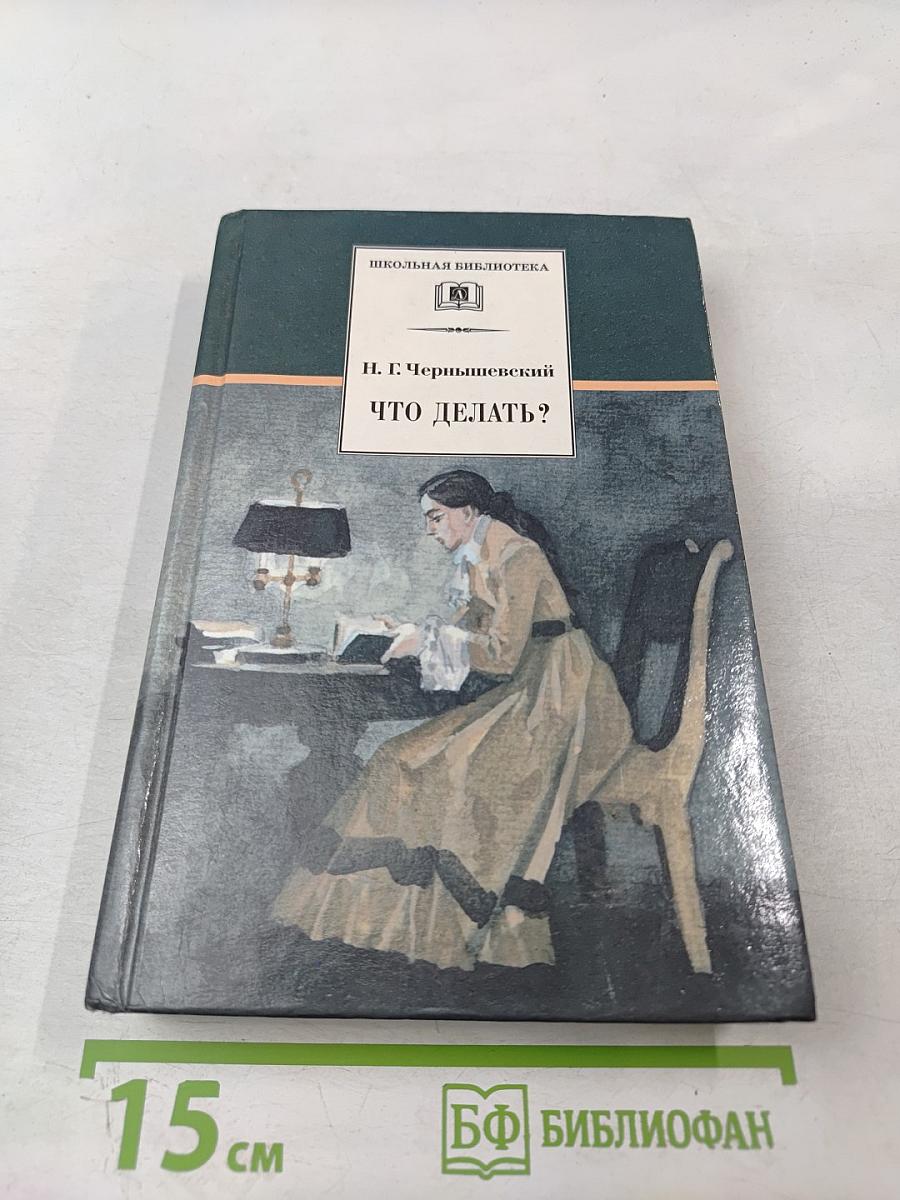 ШКОЛЬНАЯ БИБЛИОТЕКА
Н. Г. Чернышевский
ЧТО ДЕЛАТЬ?
15 см
БФ БИБЛИОФАН